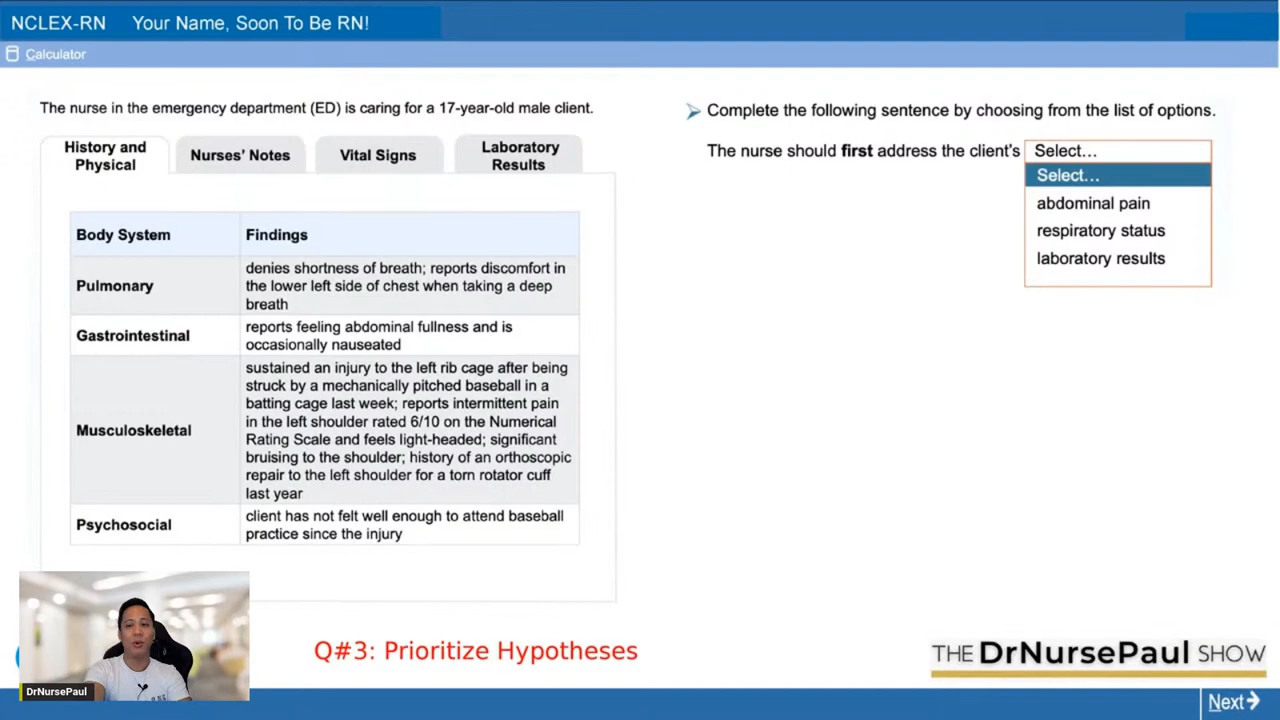 NCLEX-RN Your Name, Soon To Be RN!
Calculator
The nurse in the emergency department (ED) is caring for a 17-year-old male client.
History and
Physical
Nurses' Notes
Vital Signs
Laboratory
Results
Body System
Findings
Pulmonary
denies shortness of breath; reports discomfort in
the lower left side of chest when taking a deep
breath
Gastrointestinal
reports feeling abdominal fullness and is
occasionally nauseated
Musculoskeletal
sustained an injury to the left rib cage after being
struck by a mechanically pitched baseball in a
batting cage last week; reports intermittent pain
in the left shoulder rated 6/10 on the Numerical
Rating Scale and feels light-headed; significant
bruising to the shoulder; history of an orthoscopic
repair to the left shoulder for a torn rotator cuff
last year
Psychosocial
client has not felt well enough to attend baseball
practice since the injury
Complete the following sentence by choosing from the list of options.
The nurse should first address the client's Select...
Select...
abdominal pain
respiratory status
laboratory results
DrNursePaul
Q#3: Prioritize Hypotheses
THE DrNursePaul SHOW
Next